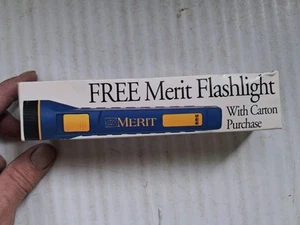 FREE Merit Flashlight
With Carton
Purchase
MERIT